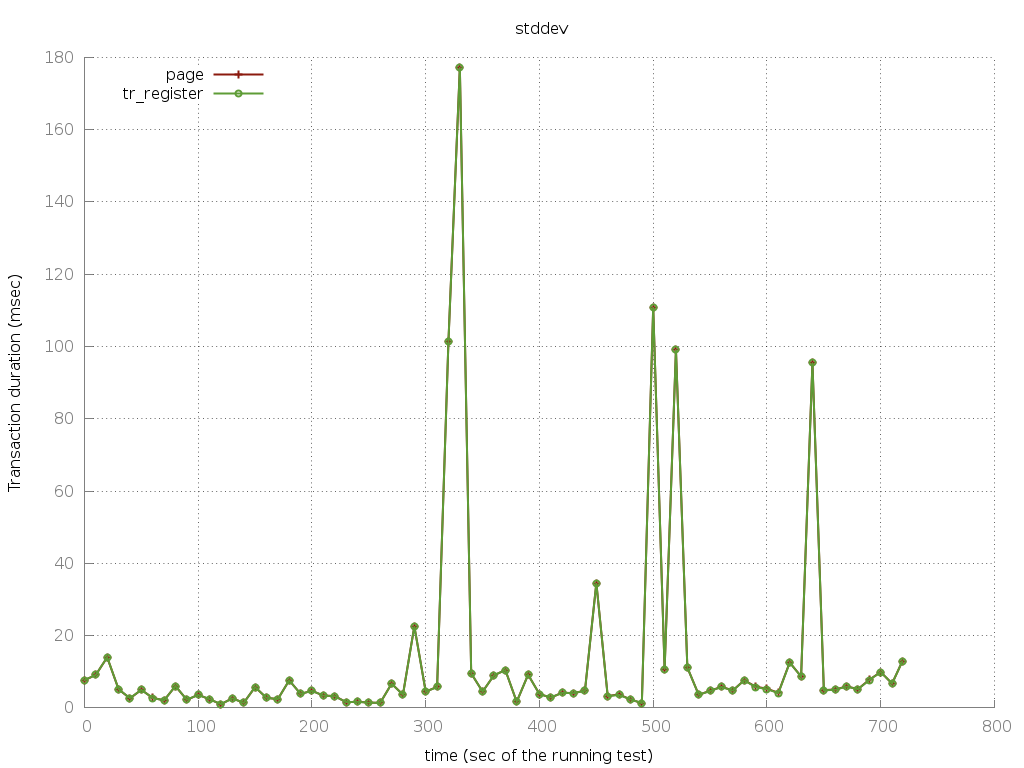 stddev
page
tr_register
180
160
140
120
100
80
60
40
20
0
Transaction duration (msec)
0 100 200 300 400 500 600 700 800
time (sec of the running test)